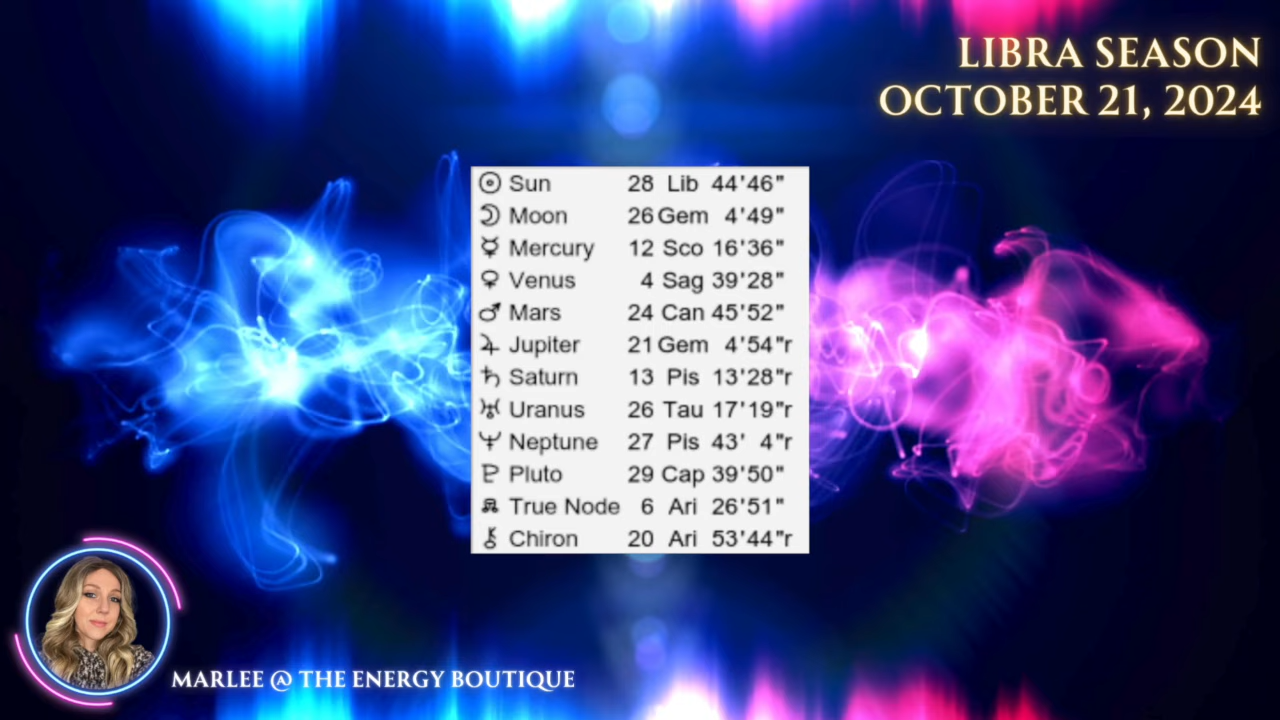 LIBRA SEASON
OCTOBER 21, 2024
☉ Sun 28 Lib 44'46"
☽ Moon 26 Gem 4'49"
☿ Mercury 12 Sco 16'36"
♀ Venus 4 Sag 39'28"
♂ Mars 24 Can 45'52"
♃ Jupiter 21 Gem 4'54"r
♄ Saturn 13 Pis 13'28"r
♅ Uranus 26 Tau 17'19"r
♆ Neptune 27 Pis 43' 4"r
♇ Pluto 29 Cap 39'50"
☊ True Node 6 Ari 26'51"
⚷ Chiron 20 Ari 53'44"r
MARLEE @ THE ENERGY BOUTIQUE